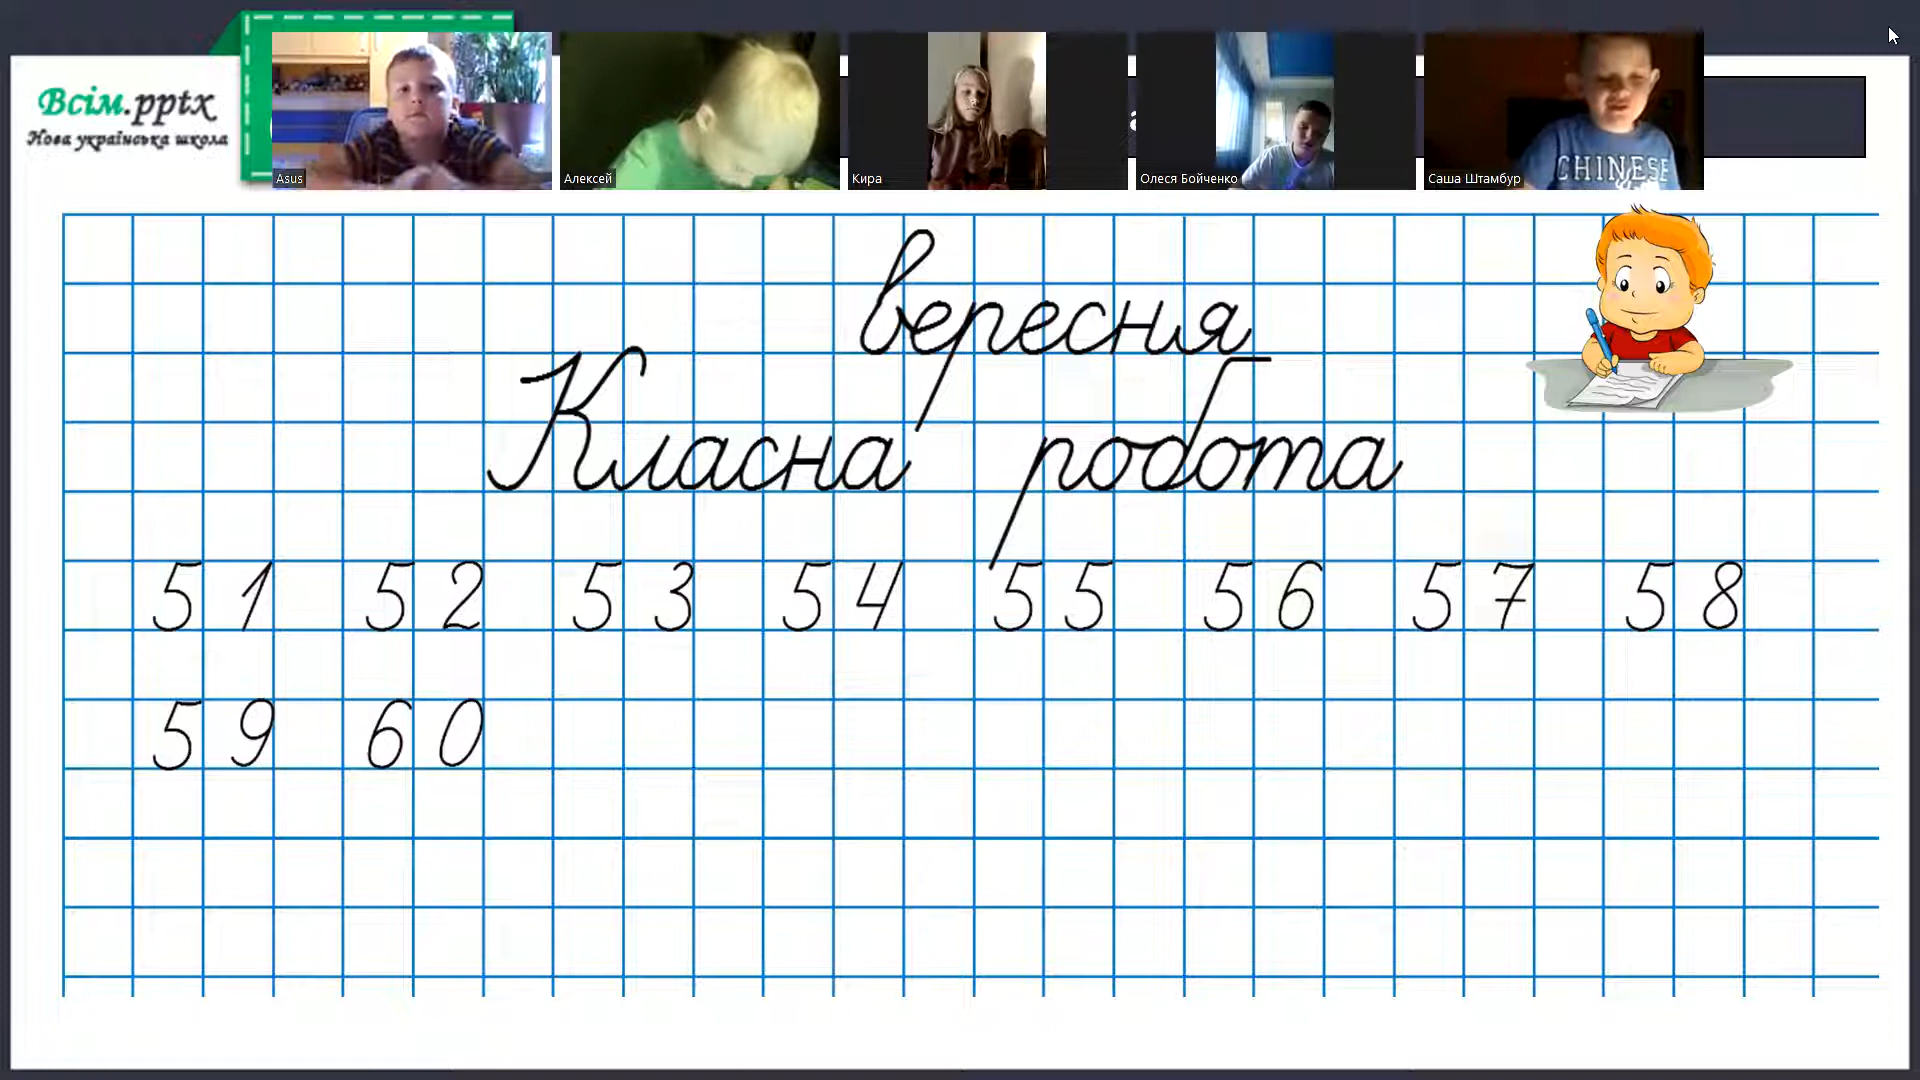 Всім.pptx
Нова українська школа
Asus
Алексей
Кира
Олеся Бойченко
Саша Штамбур
CHINESE
вересня
Класна робота
51 52 53 54 55 56 57 58
59 60